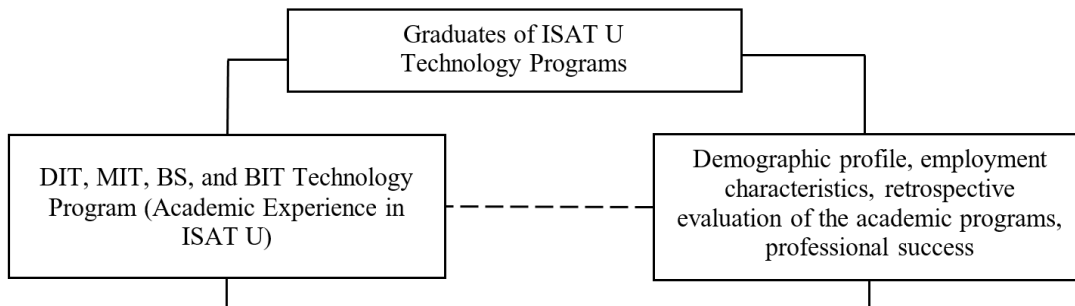 Graduates of ISAT U
Technology Programs
DIT, MIT, BS, and BIT Technology
Program (Academic Experience in
ISAT U)
Demographic profile, employment
characteristics, retrospective
evaluation of the academic programs,
professional success